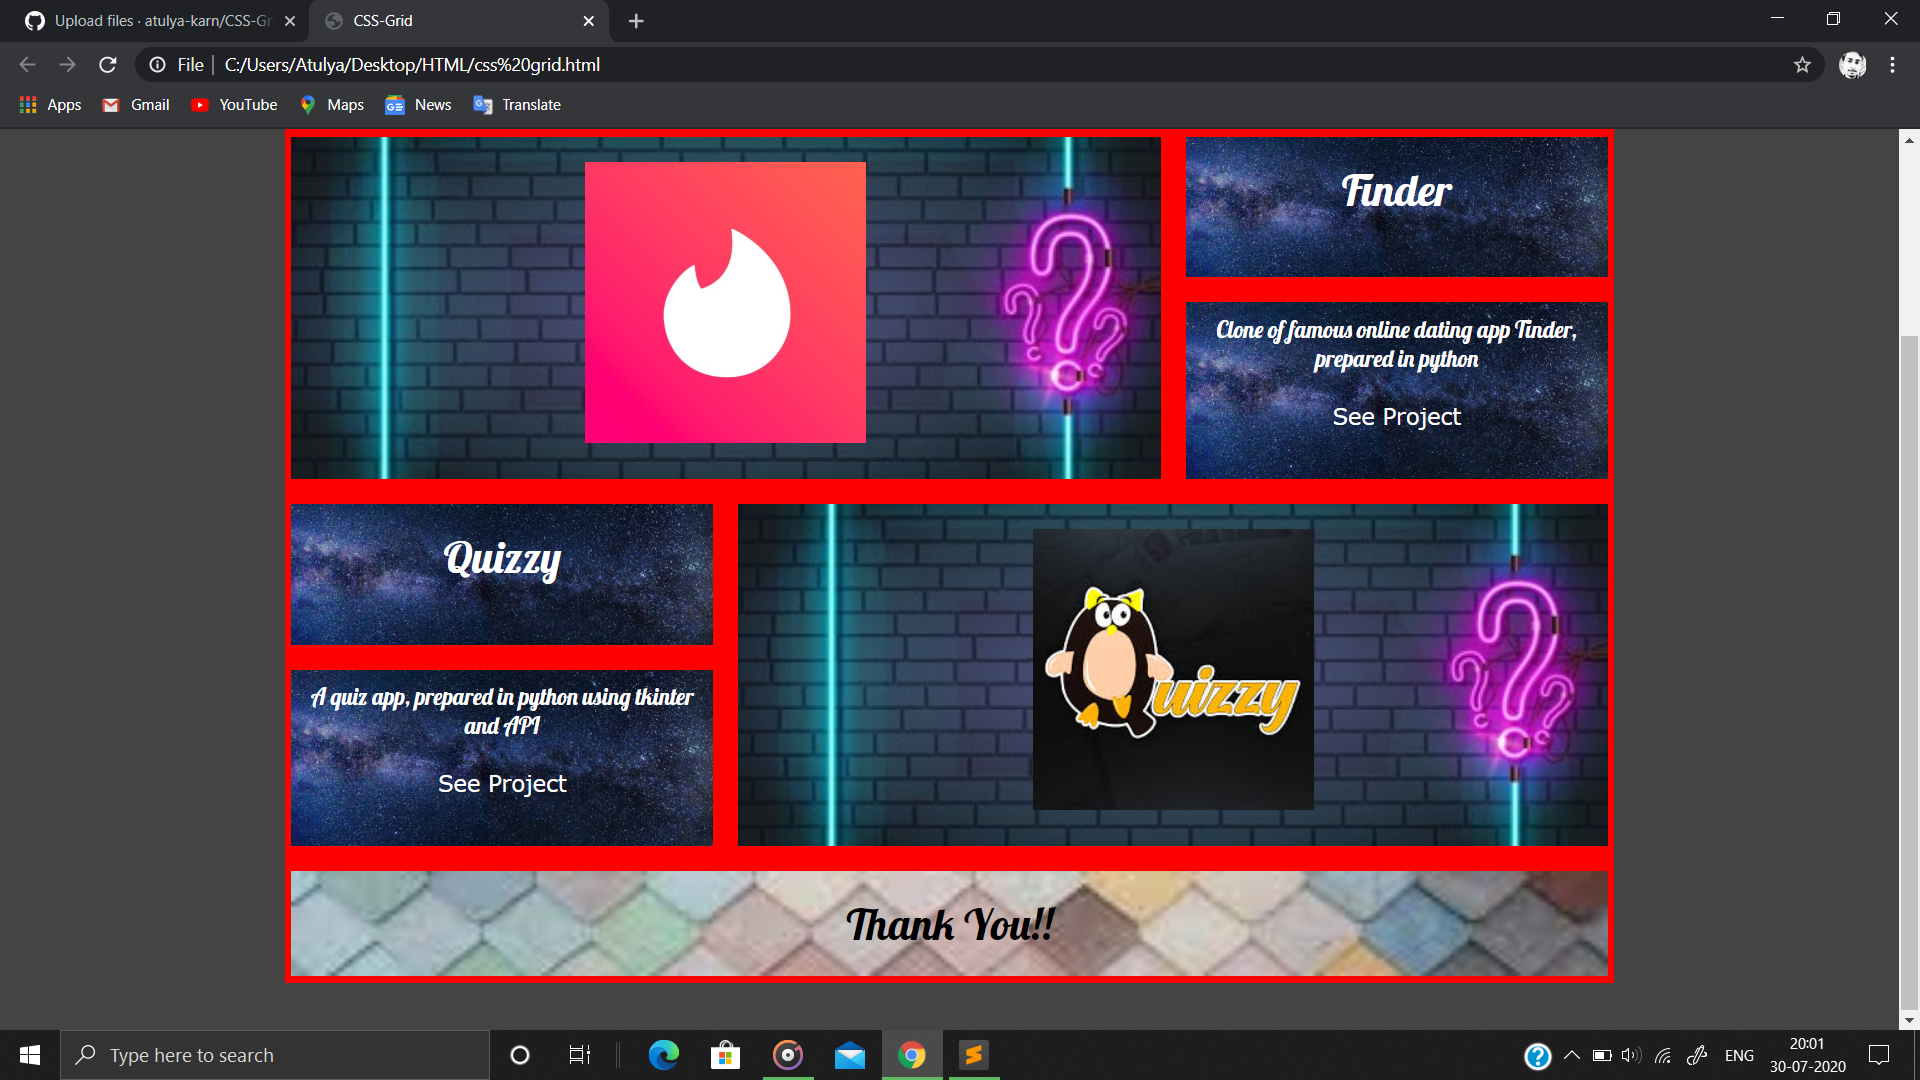 Upload files · atulya-karn/CSS-Gr
CSS-Grid
File
C:/Users/Atulya/Desktop/HTML/css%20grid.html
Apps
Gmail
YouTube
Maps
News
Translate
Finder
Clone of famous online dating app Tinder,
prepared in python
See Project
Quizzy
A quiz app, prepared in python using tkinter
and API
See Project
Quizzy
Thank You!!
Type here to search
ENG
20:01
30-07-2020